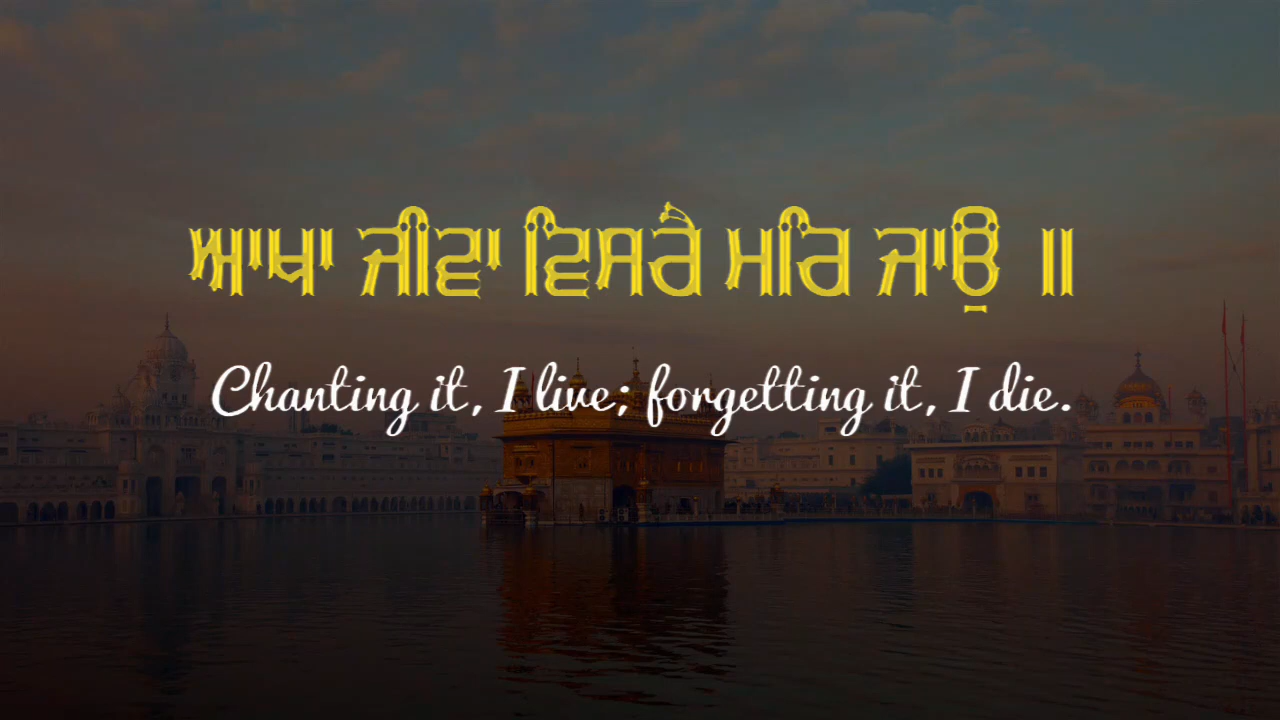 ਆਖਾ ਜੀਵਾ ਵਿਸਰੈ ਮਰਿ ਜਾਉ ॥
Chanting it, I live; forgetting it, I die.